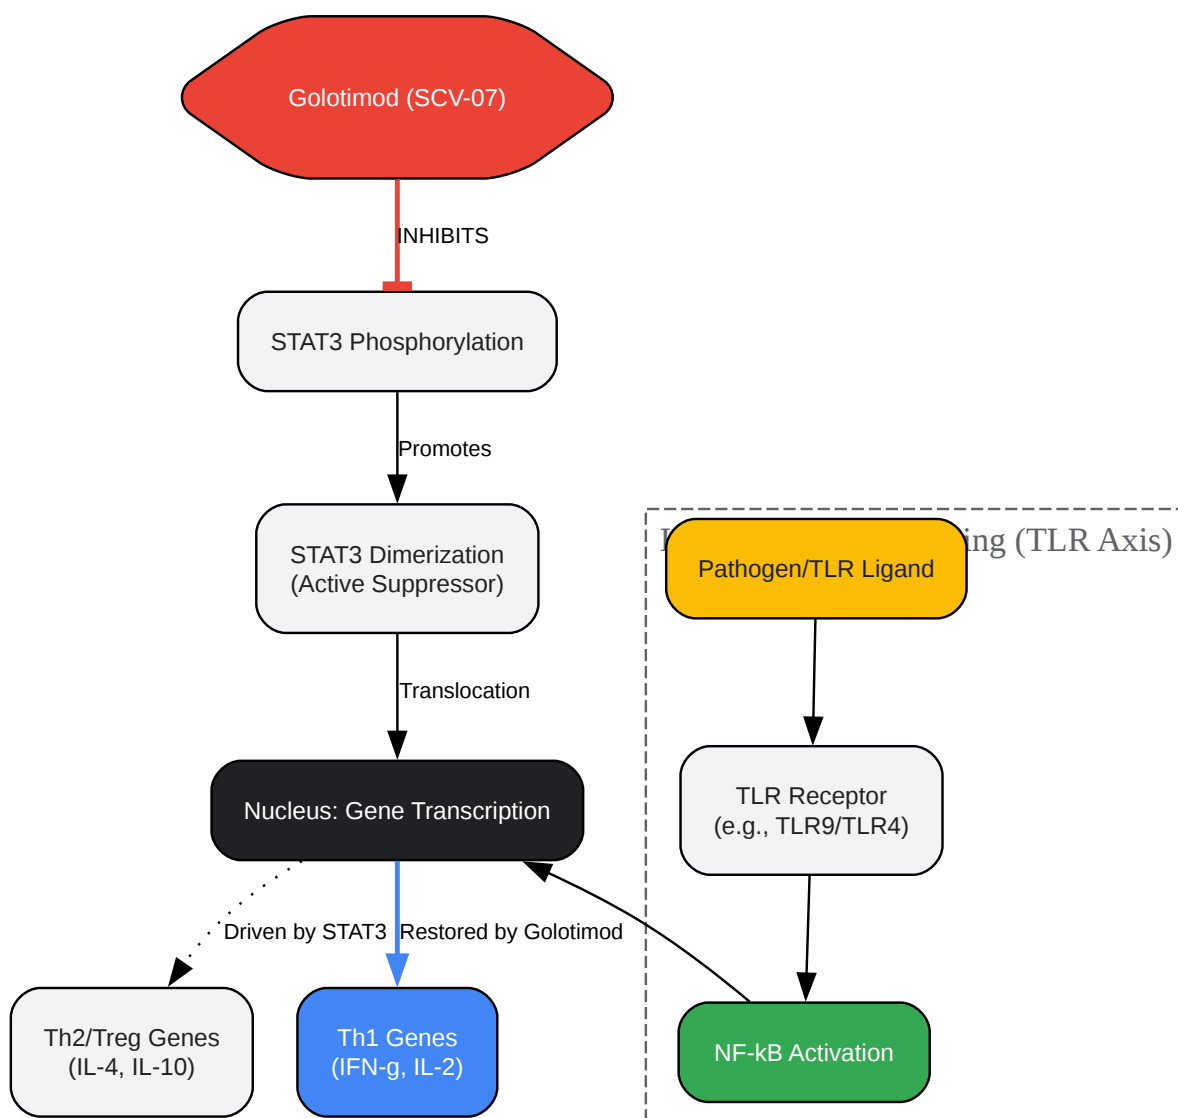 Golotimod (SCV-07)
INHIBITS
STAT3 Phosphorylation
Promotes
STAT3 Dimerization
(Active Suppressor)
ing (TLR Axis)
Pathogen/TLR Ligand
Translocation
Nucleus: Gene Transcription
TLR Receptor
(e.g., TLR9/TLR4)
Driven by STAT3
Restored by Golotimod
Th2/Treg Genes
(IL-4, IL-10)
Th1 Genes
(IFN-g, IL-2)
NF-kB Activation